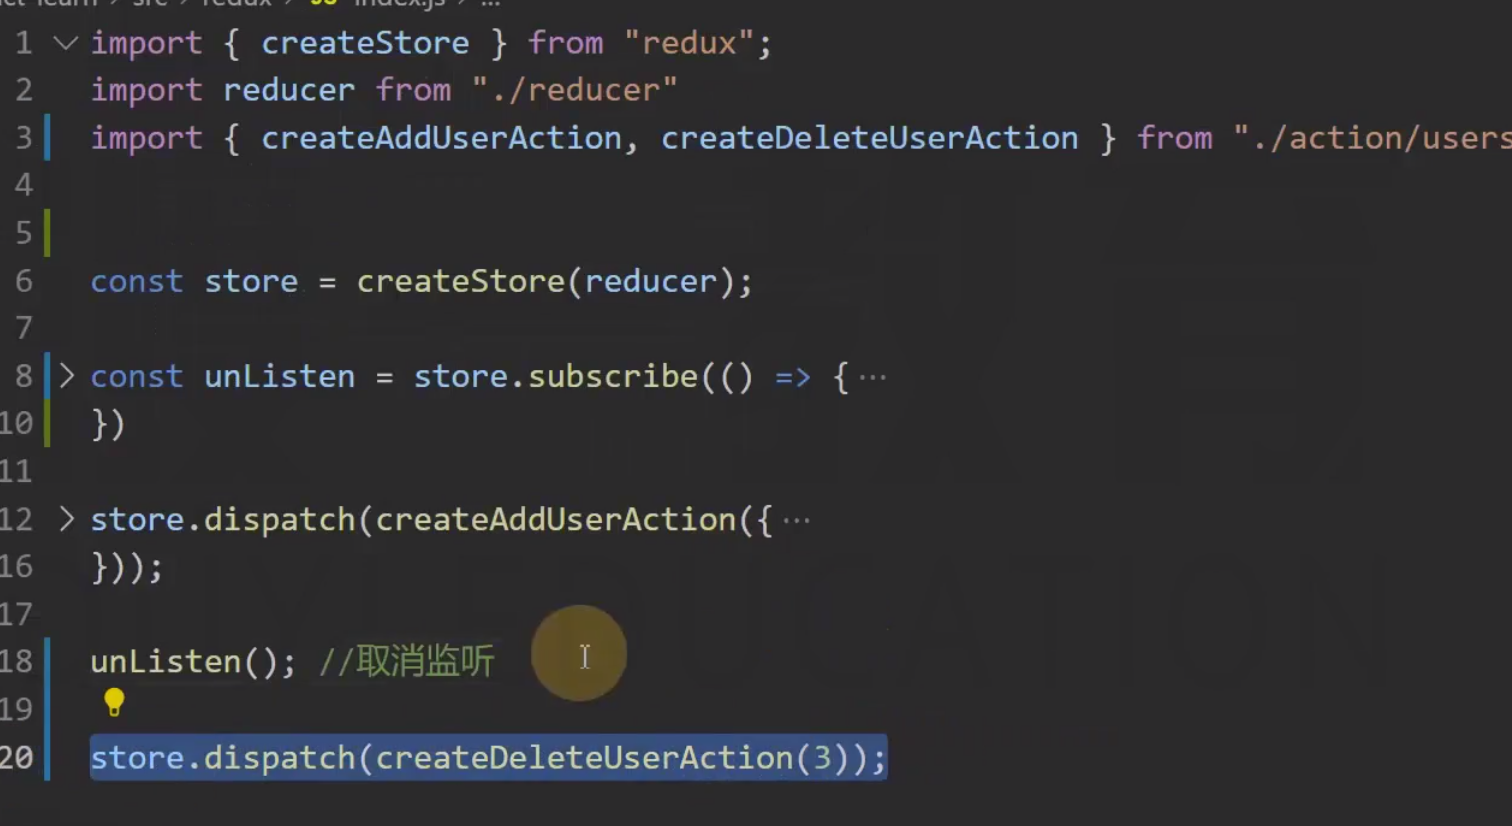 src > redux > JS index.js > ...
1 import { createStore } from "redux";
2 import reducer from "./reducer"
3 import { createAddUserAction, createDeleteUserAction } from "./action/users
4
5
6 const store = createStore(reducer);
7
8 const unListen = store.subscribe(() => {···
10 })
11
12 store.dispatch(createAddUserAction({···
16 }));
17
18 unListen(); //取消监听
19
20 store.dispatch(createDeleteUserAction(3));